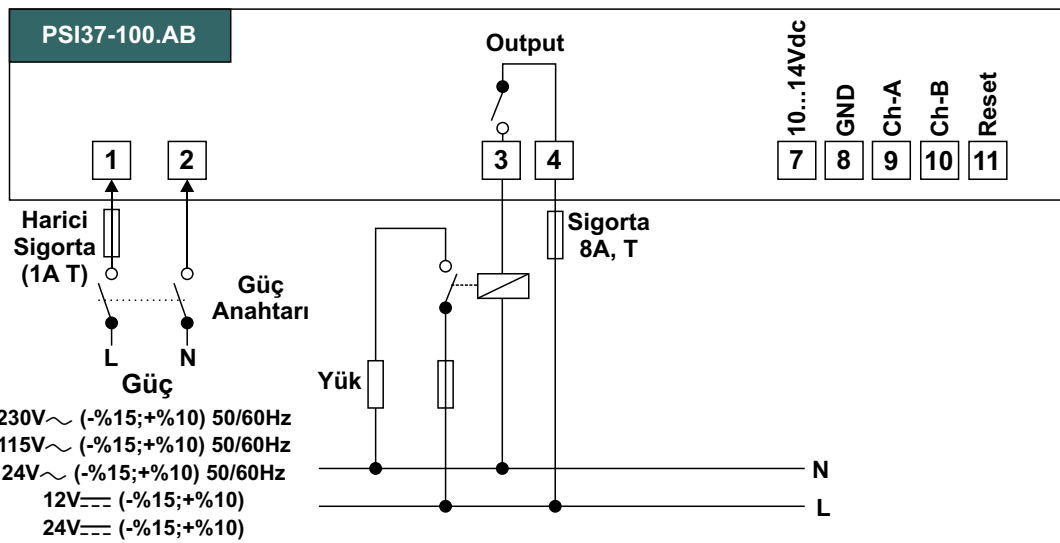 PSI37-100.AB
Output
10...14Vdc
GND
Ch-A
Ch-B
Reset
1
2
3
4
7
8
9
10
11
Harici
Sigorta
(1A T)
Güç
Anahtarı
Sigorta
8A, T
L
N
Güç
Yük
230V～ (-%15;+%10) 50/60Hz
115V～ (-%15;+%10) 50/60Hz
24V～ (-%15;+%10) 50/60Hz
12V⎓ (-%15;+%10)
24V⎓ (-%15;+%10)
N
L